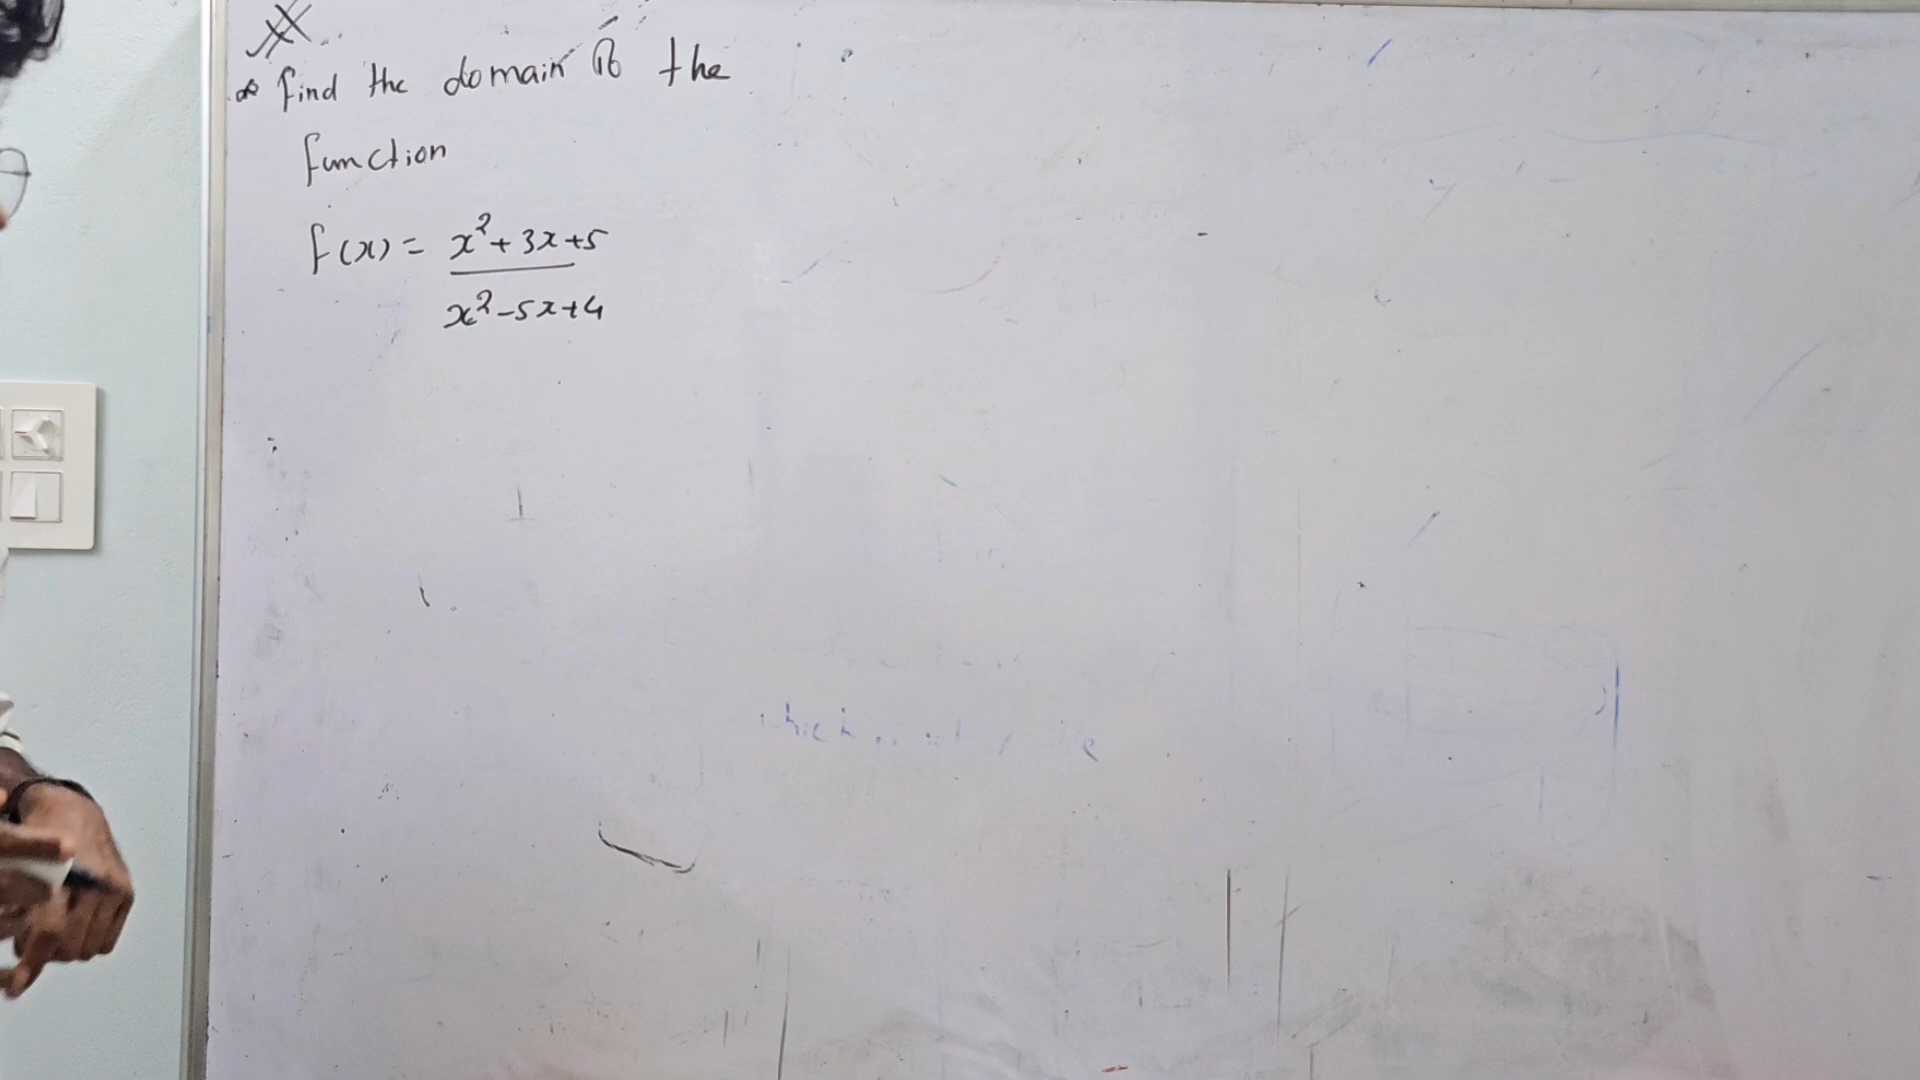 find the domain of the
function
f(x) = x²+3x+5
x²-5x+4